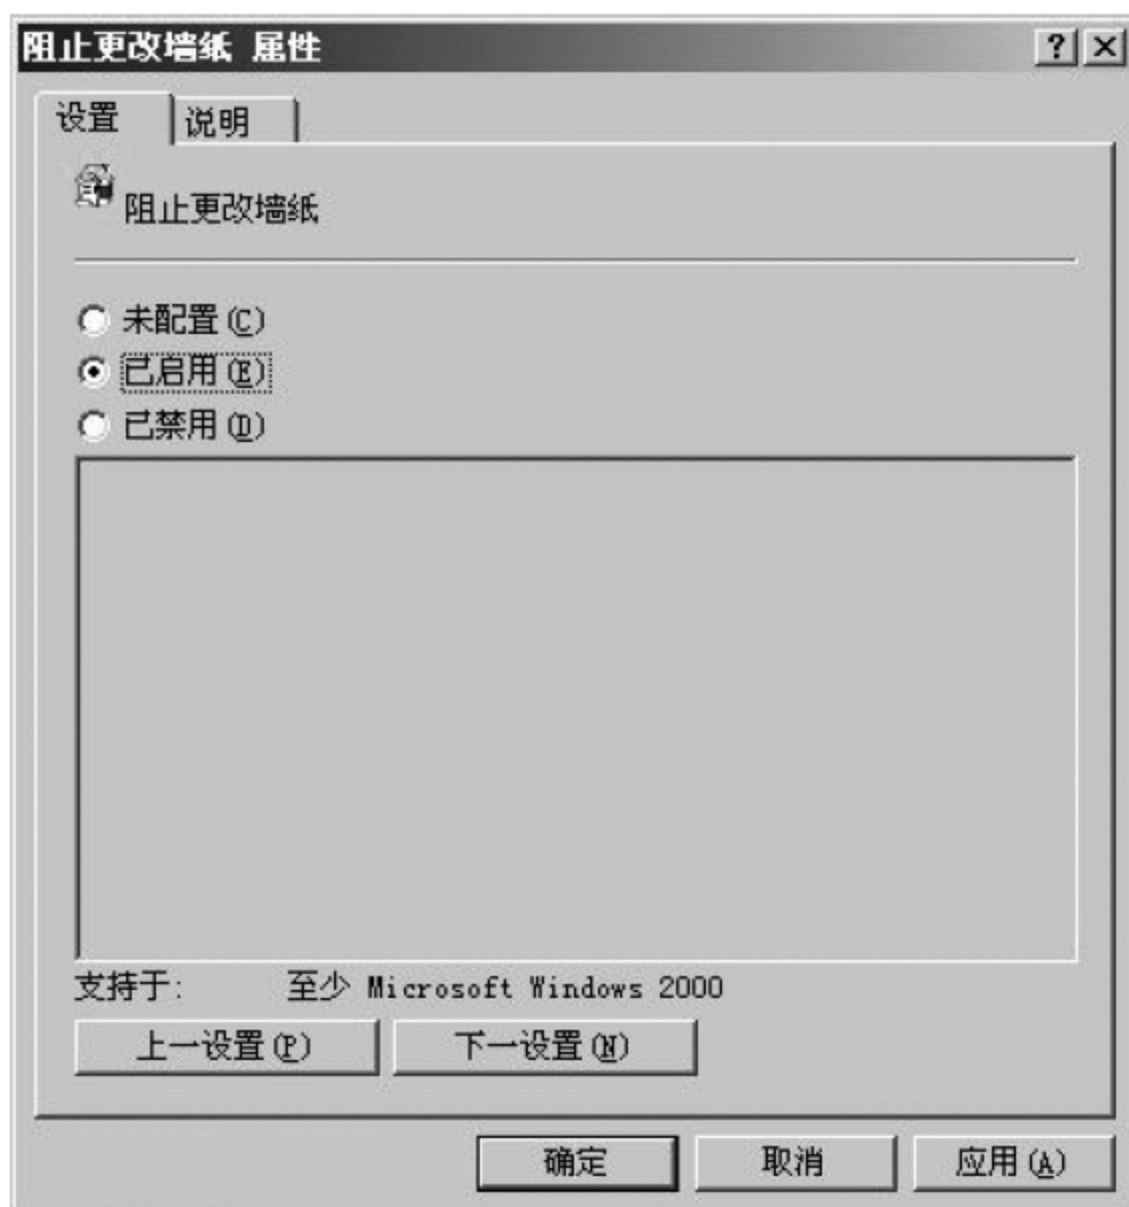 阻止更改墙纸 属性
设置 说明
阻止更改墙纸
未配置(C)
已启用(E)
已禁用(D)
支持于: 至少 Microsoft Windows 2000
上一设置(P) 下一设置(N)
确定 取消 应用(A)